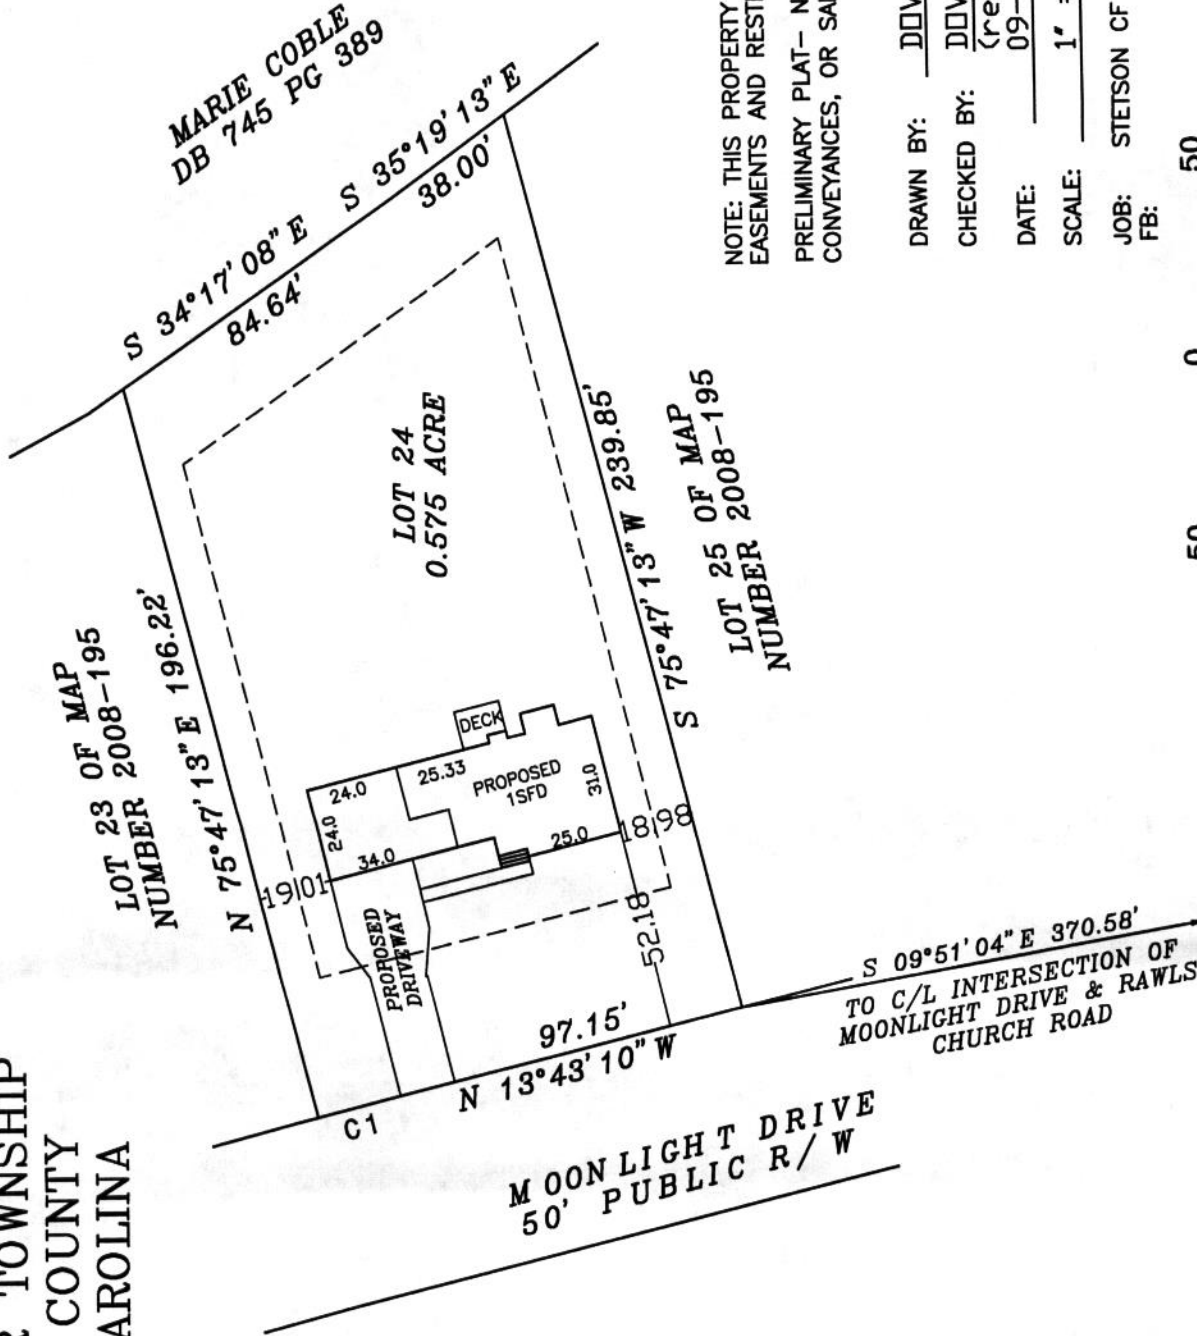 MARIE COBLE
DB 745 PG 389
S 34°17'08" E
84.64'
S 35°19'13" E
38.00'
NOTE: THIS PROPERTY
EASEMENTS AND
PRELIMINARY PLAT-
CONVEYANCES, OR
DRAWN BY:
CHECKED BY:
DATE: 09-
SCALE: 1" =
JOB: STETSON CF
FB:
50
0
50
LOT 24
0.575 ACRE
LOT 23 OF MAP
NUMBER 2008-195
N 75°47'13" E 196.22'
LOT 25 OF MAP
NUMBER 2008-195
S 75°47'13" W 239.85'
DECK
24.0
25.33
PROPOSED
1SFD
24.0
31.0
34.0
25.0
19.01
18.98
52.18
PROPOSED
DRIVEWAY
97.15'
N 13°43'10" W
C1
S 09°51'04" E 370.58'
TO C/L INTERSECTION OF
MOONLIGHT DRIVE & RAWLS
CHURCH ROAD
MOONLIGHT DRIVE
50' PUBLIC R/W
TOWNSHIP
COUNTY
AROLINA